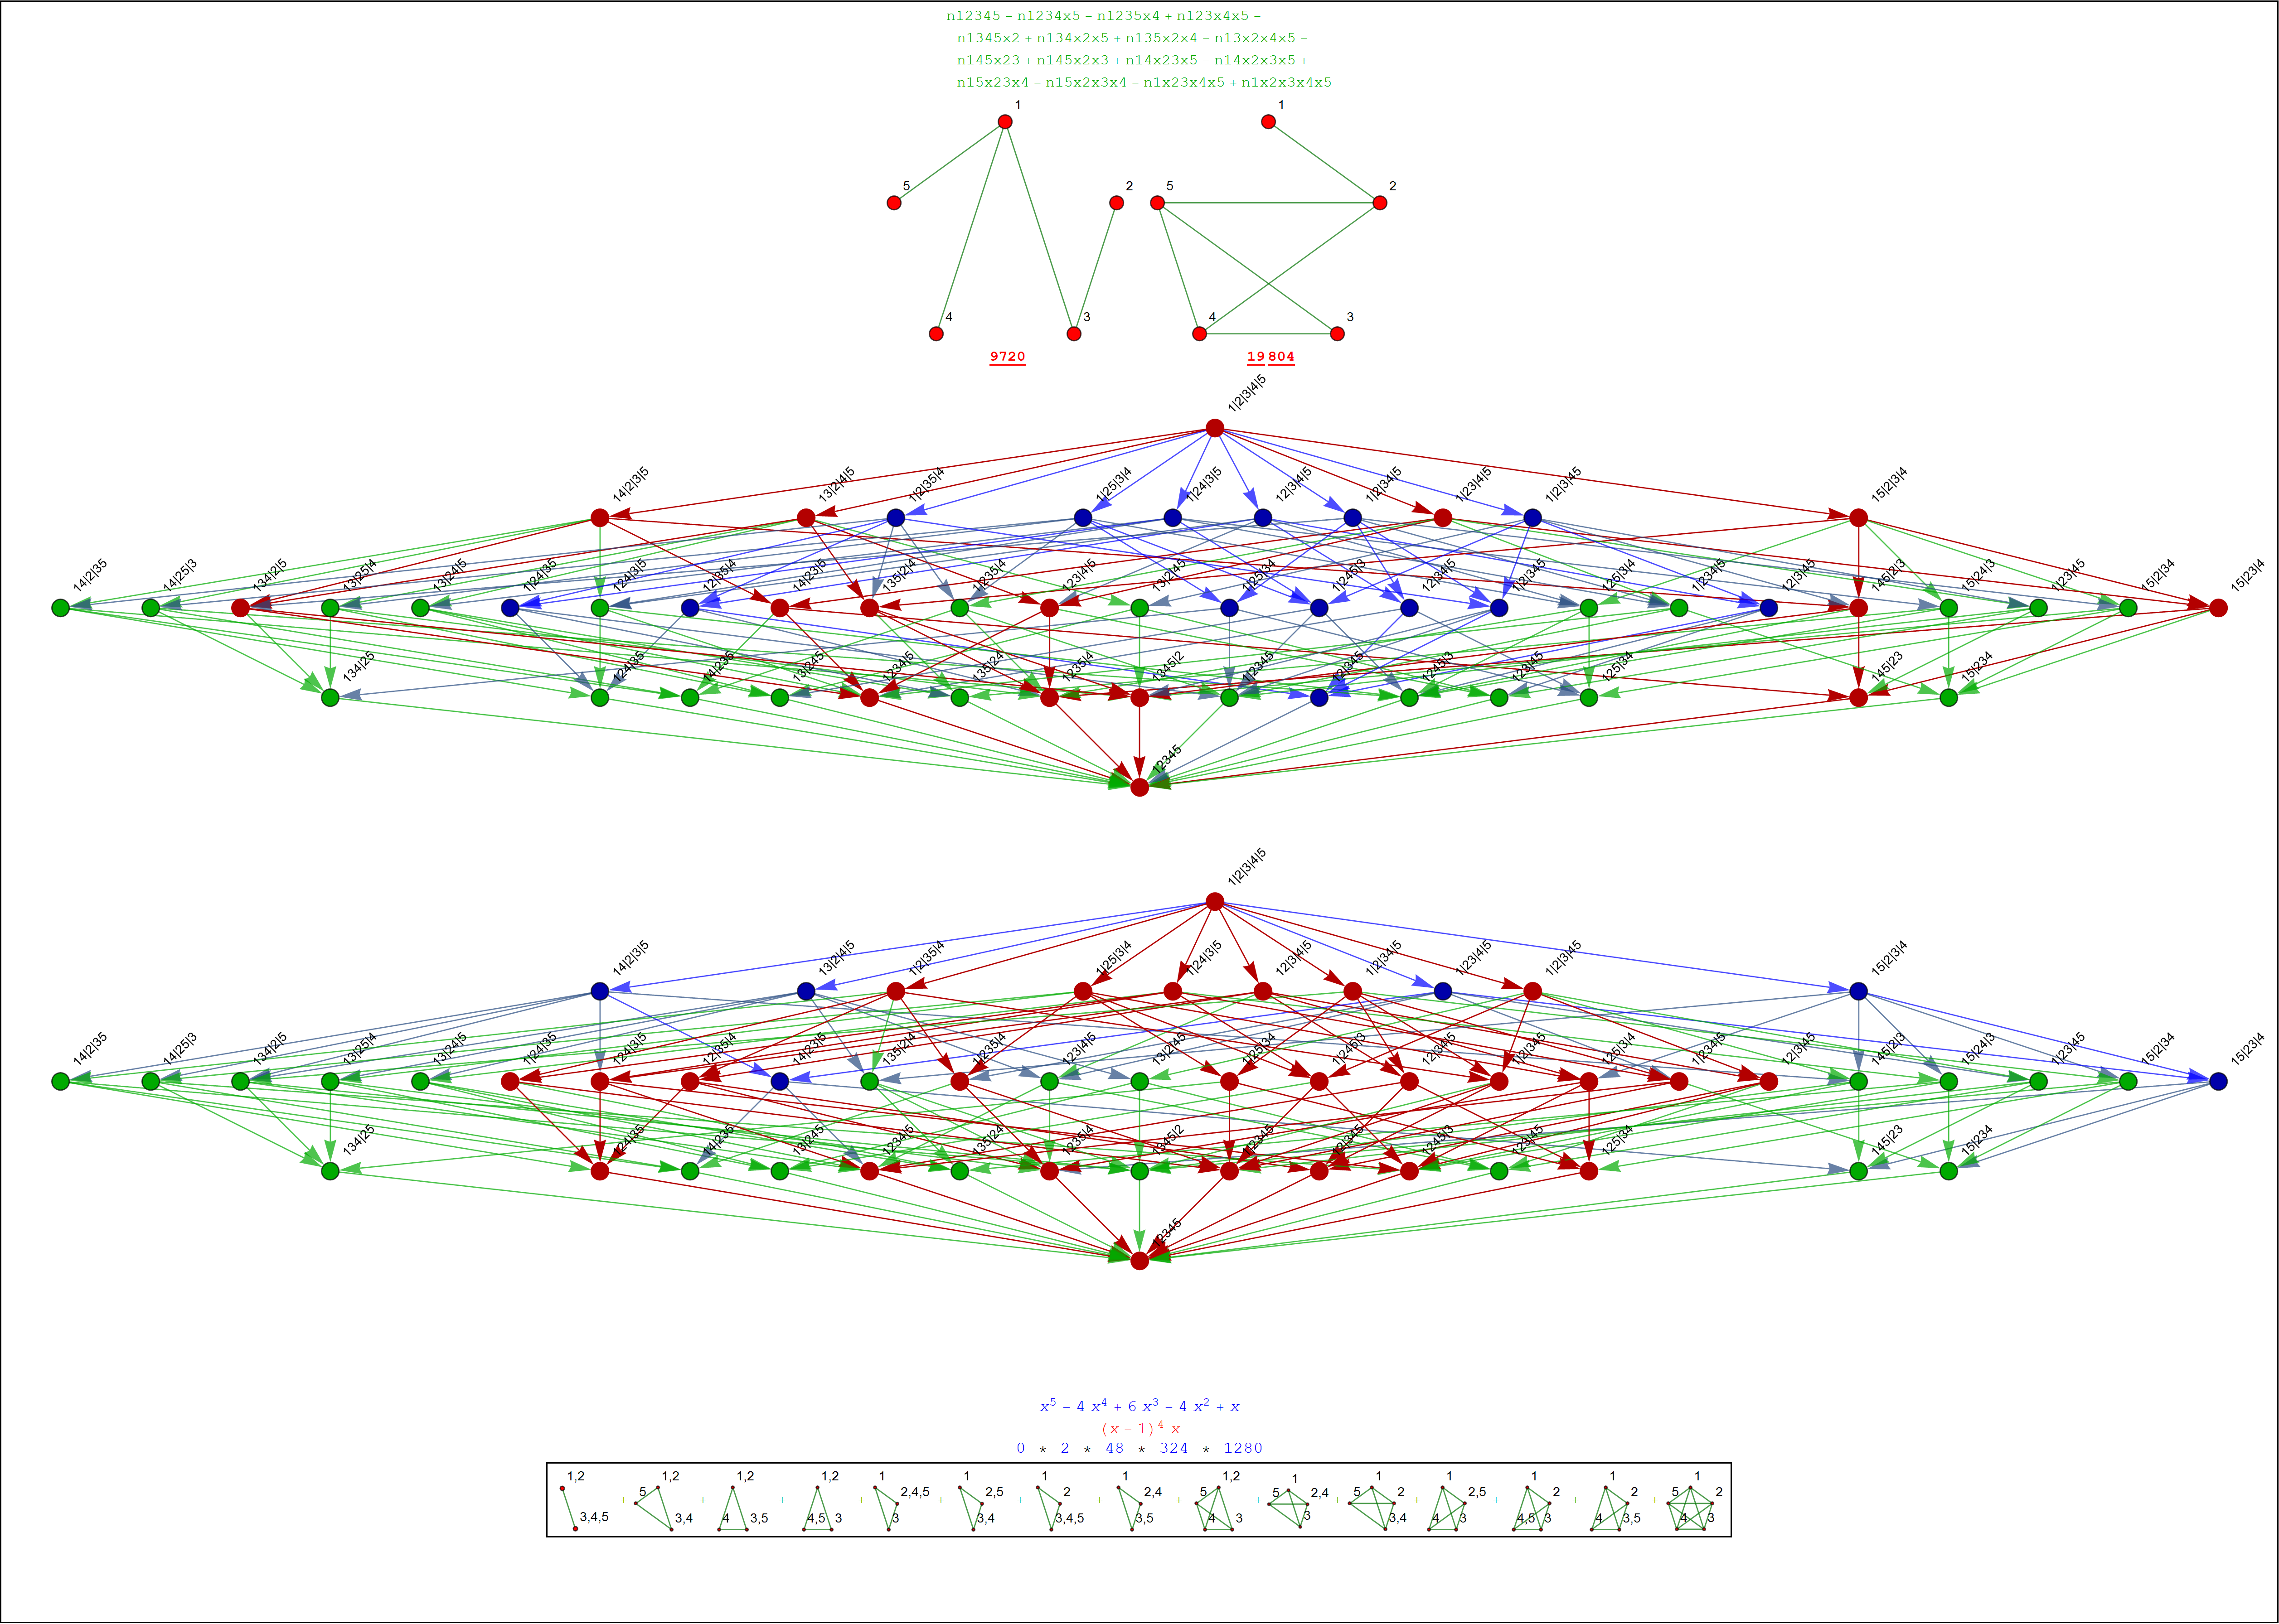 n12345 − n1234x5 − n1235x4 + n123x4x5 −
n1345x2 + n134x2x5 + n135x2x4 − n13x2x4x5 −
n145x23 + n145x2x3 + n14x23x5 − n14x2x3x5 +
n15x23x4 − n15x2x3x4 − n1x23x4x5 + n1x2x3x4x5
1 1
5 2 5 2
4 3 4 3
9720 19 804
1|2|3|4|5
14|2|3|5 13|2|4|5 1|2|35|4 1|25|3|4 1|24|3|5 12|3|4|5 1|2|34|5 1|23|4|5 1|2|3|45 15|2|3|4
14|2|35 14|25|3 134|2|5 13|25|4 13|24|5 1|24|35 124|3|5 12|35|4 14|23|5 135|2|4 1|235|4 123|4|5 13|2|45 1|25|34 1|245|3 12|34|5 1|2|345 125|3|4 1|234|5 12|3|45 145|2|3 15|24|3 1|23|45 15|2|34 15|23|4
134|25 124|35 14|235 13|245 1234|5 135|24 1235|4 1345|2 1|2345 12|345 1245|3 123|45 125|34 145|23 15|234
12345
1|2|3|4|5
14|2|3|5 13|2|4|5 1|2|35|4 1|25|3|4 1|24|3|5 12|3|4|5 1|2|34|5 1|23|4|5 1|2|3|45 15|2|3|4
14|2|35 14|25|3 134|2|5 13|25|4 13|24|5 1|24|35 124|3|5 12|35|4 14|23|5 135|2|4 1|235|4 123|4|5 13|2|45 1|25|34 1|245|3 12|34|5 1|2|345 125|3|4 1|234|5 12|3|45 145|2|3 15|24|3 1|23|45 15|2|34 15|23|4
134|25 124|35 14|235 13|245 1234|5 135|24 1235|4 1345|2 1|2345 12|345 1245|3 123|45 125|34 145|23 15|234
12345
x⁵ − 4 x⁴ + 6 x³ − 4 x² + x
(x − 1)⁴ x
0 * 2 * 48 * 324 * 1280
1,2 1,2 1,2 1,2 1 1 1 1 1,2 1 1 1 1 1 1
+ 5 + + + 2,4,5 + 2,5 + 2 + 2,4 + 5 + 5 2,4 + 5 2 + 2,5 + 2 + 2 + 5 2
3,4,5 3,4 4 3,5 4,5 3 3 3,4 3,4,5 3,5 4 3 3 3,4 4 3 4,5 3 4 3,5 4 3